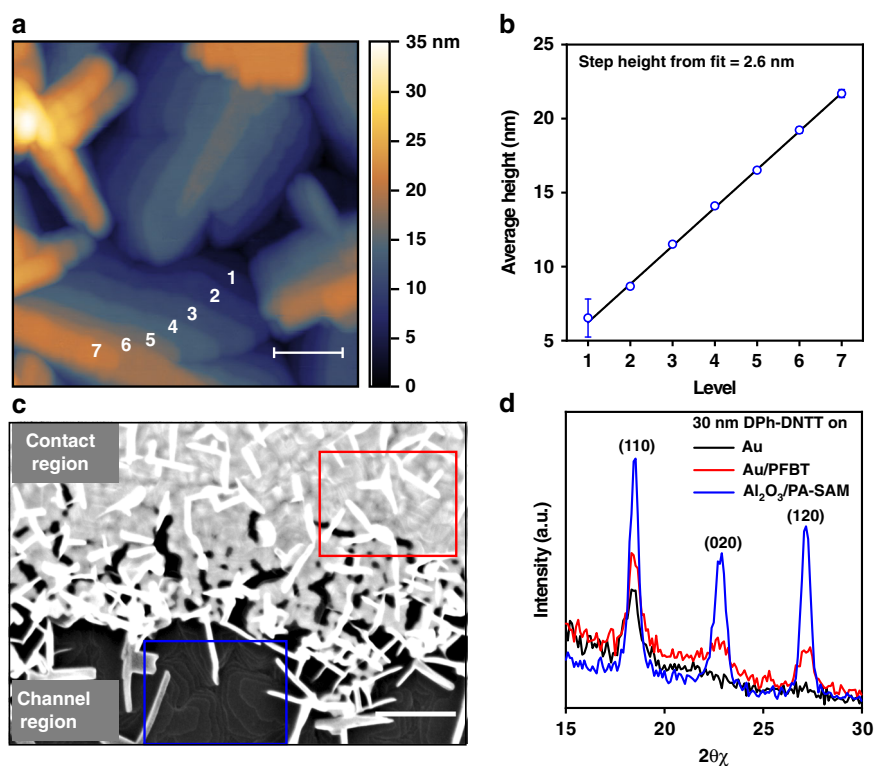 a
35 nm
30
25
20
15
10
5
0
1
2
3
4
5
6
7
b
Step height from fit = 2.6 nm
Average height (nm)
25
20
15
10
5
1 2 3 4 5 6 7
Level
c
Contact
region
Channel
region
d
30 nm DPh-DNTT on
Au
Au/PFBT
Al₂O₃/PA-SAM
(110)
(020)
(120)
Intensity (a.u.)
15 20 25 30
2θχ